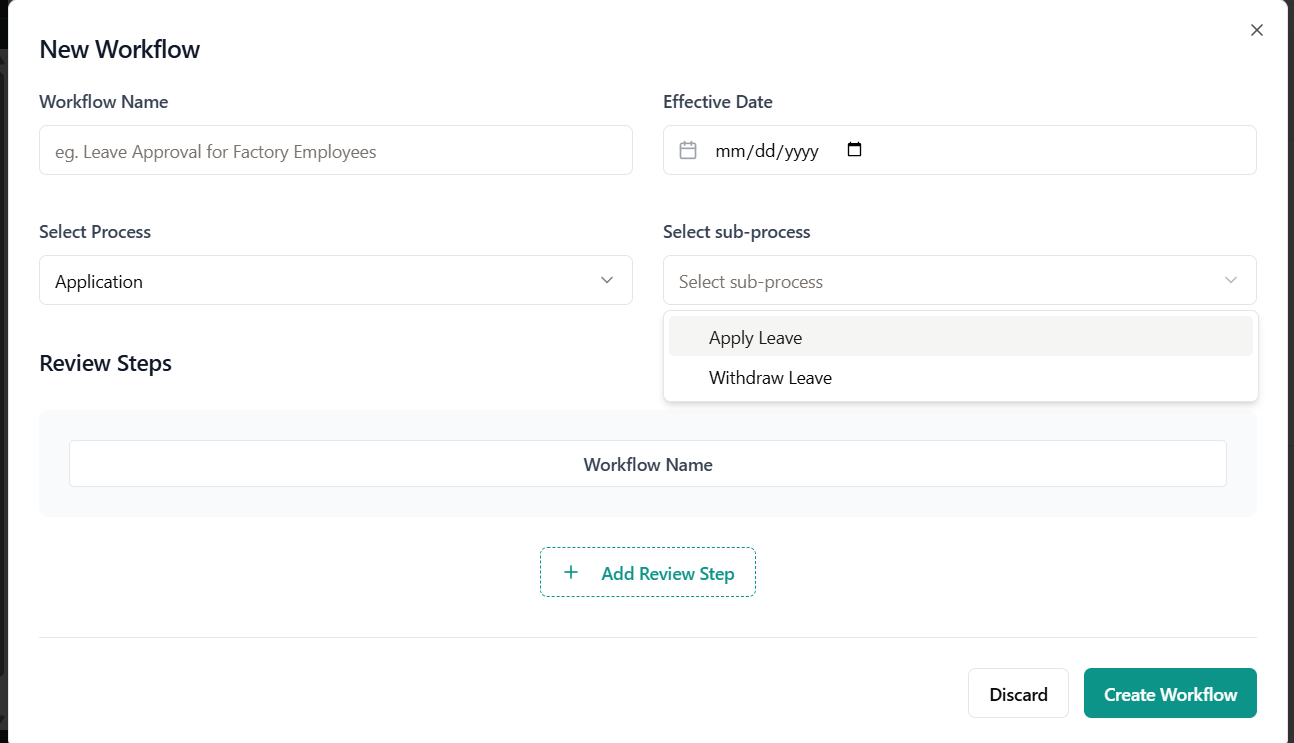 New Workflow
Workflow Name
Effective Date
eg. Leave Approval for Factory Employees
mm/dd/yyyy
Select Process
Select sub-process
Application
Select sub-process
Apply Leave
Withdraw Leave
Review Steps
Workflow Name
+ Add Review Step
Discard
Create Workflow